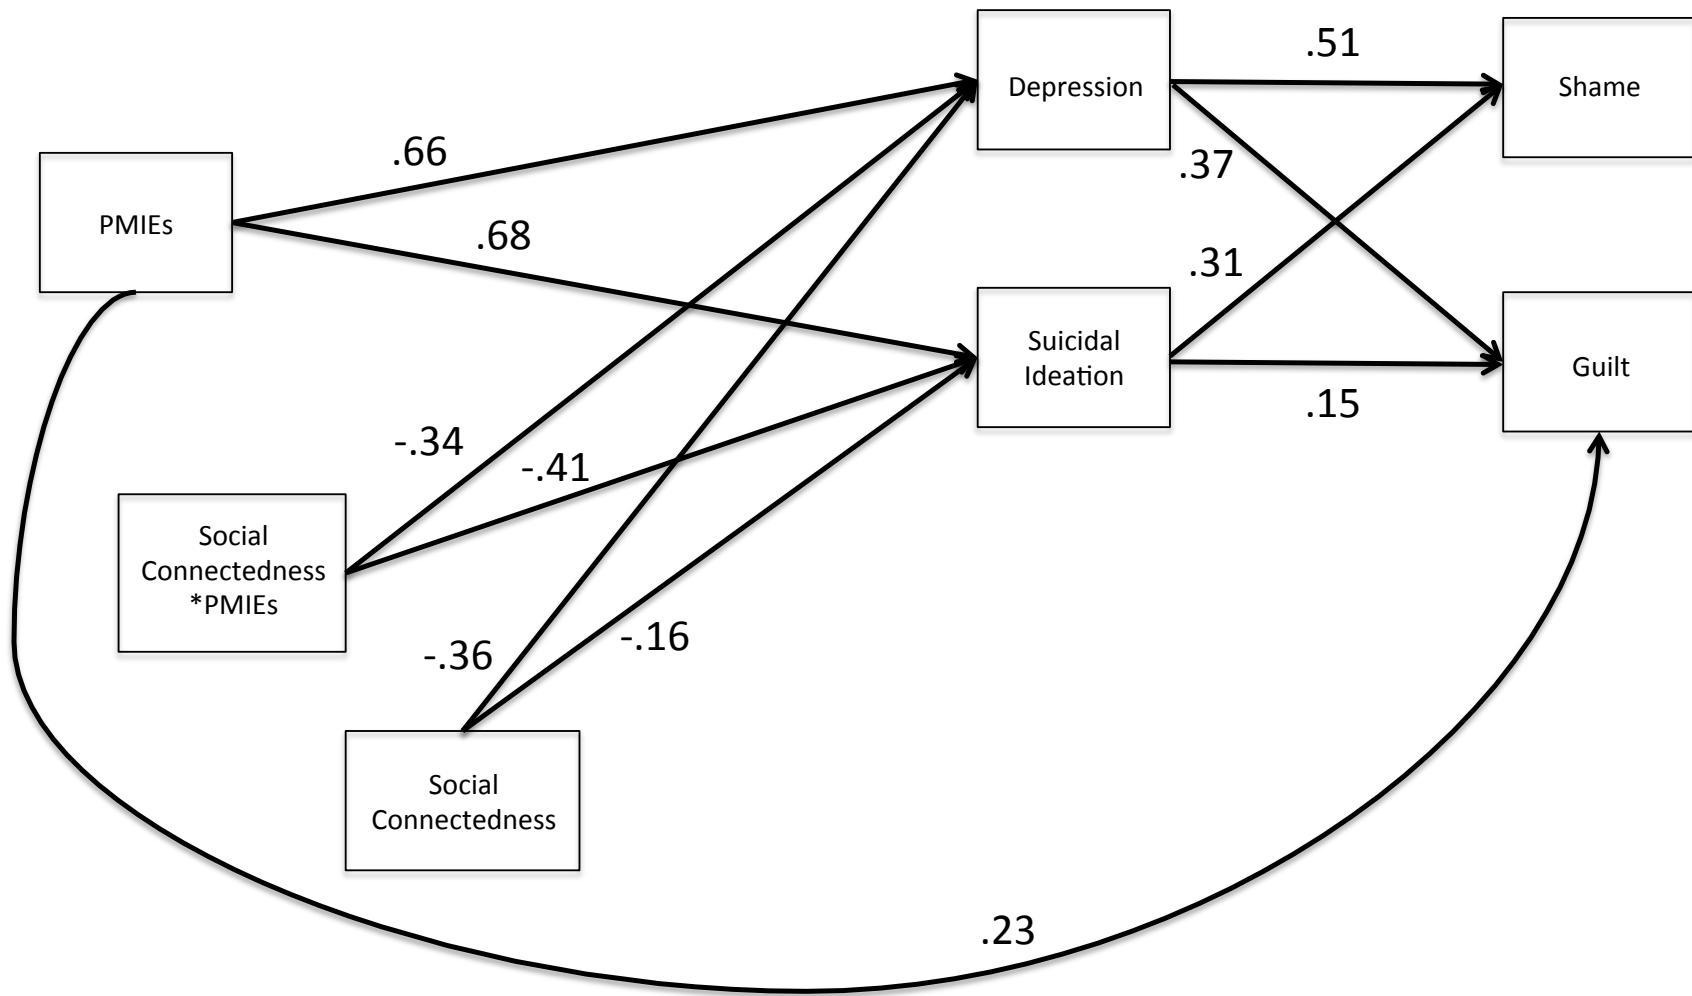 .51
Depression
Shame
.66
.37
PMIEs
.68
.31
Suicidal
Ideation
Guilt
.15
-.34
-.41
Social
Connectedness
*PMIEs
-.36
-.16
Social
Connectedness
.23